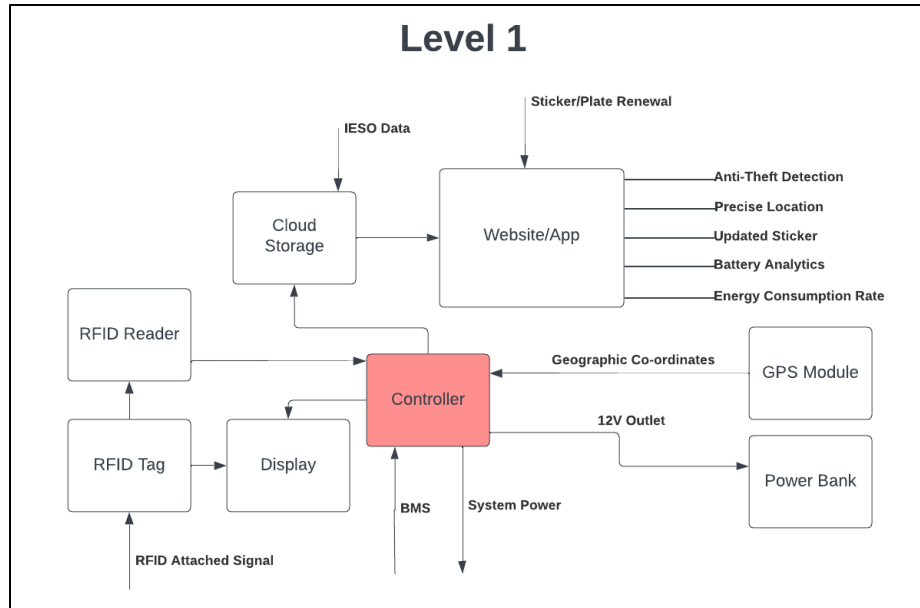 Level 1
Sticker/Plate Renewal
IESO Data
Cloud
Storage
Website/App
Anti-Theft Detection
Precise Location
Updated Sticker
Battery Analytics
Energy Consumption Rate
RFID Reader
Controller
Geographic Co-ordinates
GPS Module
12V Outlet
RFID Tag
Display
Power Bank
BMS
System Power
RFID Attached Signal